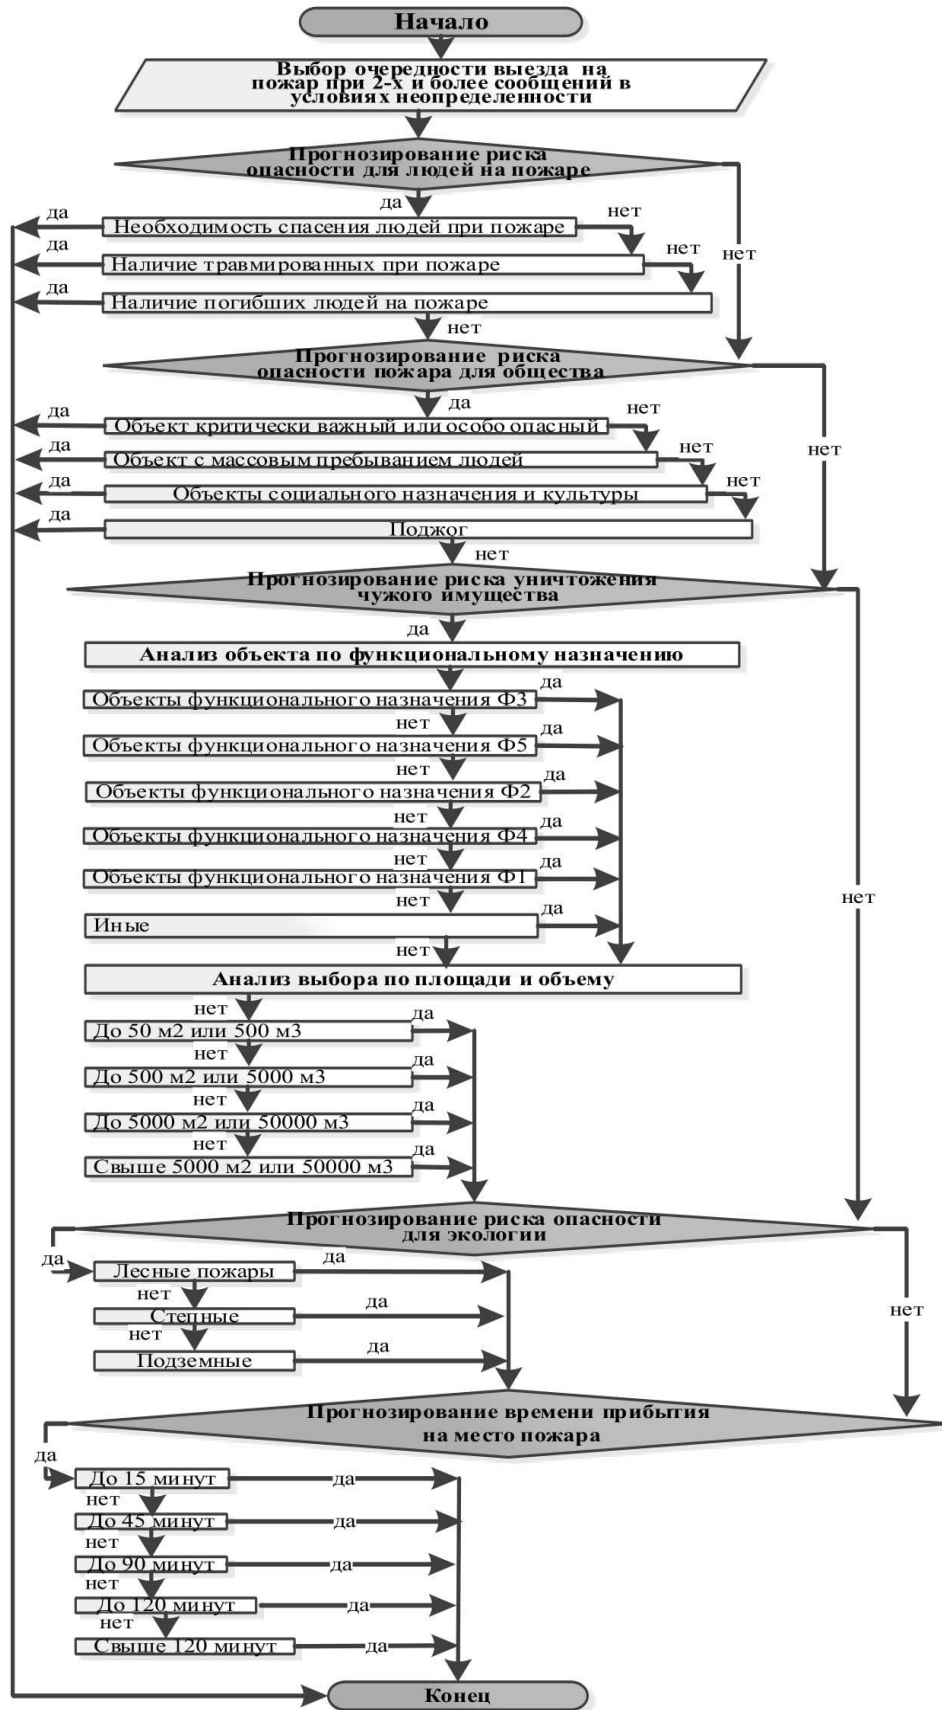 Начало
Выбор очередности выезда на
пожар при 2-х и более сообщений в
условиях неопределенности
Прогнозирование риска
опасности для людей на пожаре
да
нет
да
Необходимость спасения людей при пожаре
да
нет
нет
Наличие травмированных при пожаре
да
Наличие погибших людей на пожаре
нет
Прогнозирование риска
опасности пожара для общества
да
да
нет
Объект критически важный или особо опасный
да
нет
нет
Объект с массовым пребыванием людей
да
нет
Объекты социального назначения и культуры
да
Поджог
нет
Прогнозирование риска уничтожения
чужого имущества
да
Анализ объекта по функциональному назначению
да
Объекты функционального назначения Ф3
нет
да
Объекты функционального назначения Ф5
нет
да
Объекты функционального назначения Ф2
нет
да
Объекты функционального назначения Ф4
нет
да
Объекты функционального назначения Ф1
нет
нет
да
Иные
нет
Анализ выбора по площади и объему
нет
да
До 50 м2 или 500 м3
нет
да
До 500 м2 или 5000 м3
нет
да
До 5000 м2 или 50000 м3
нет
да
Свыше 5000 м2 или 50000 м3
Прогнозирование риска опасности
для экологии
да
да
Лесные пожары
нет
нет
да
Степные
нет
да
Подземные
Прогнозирование времени прибытия
на место пожара
да
До 15 минут
да
нет
До 45 минут
да
нет
До 90 минут
да
нет
До 120 минут
да
нет
Свыше 120 минут
да
Конец